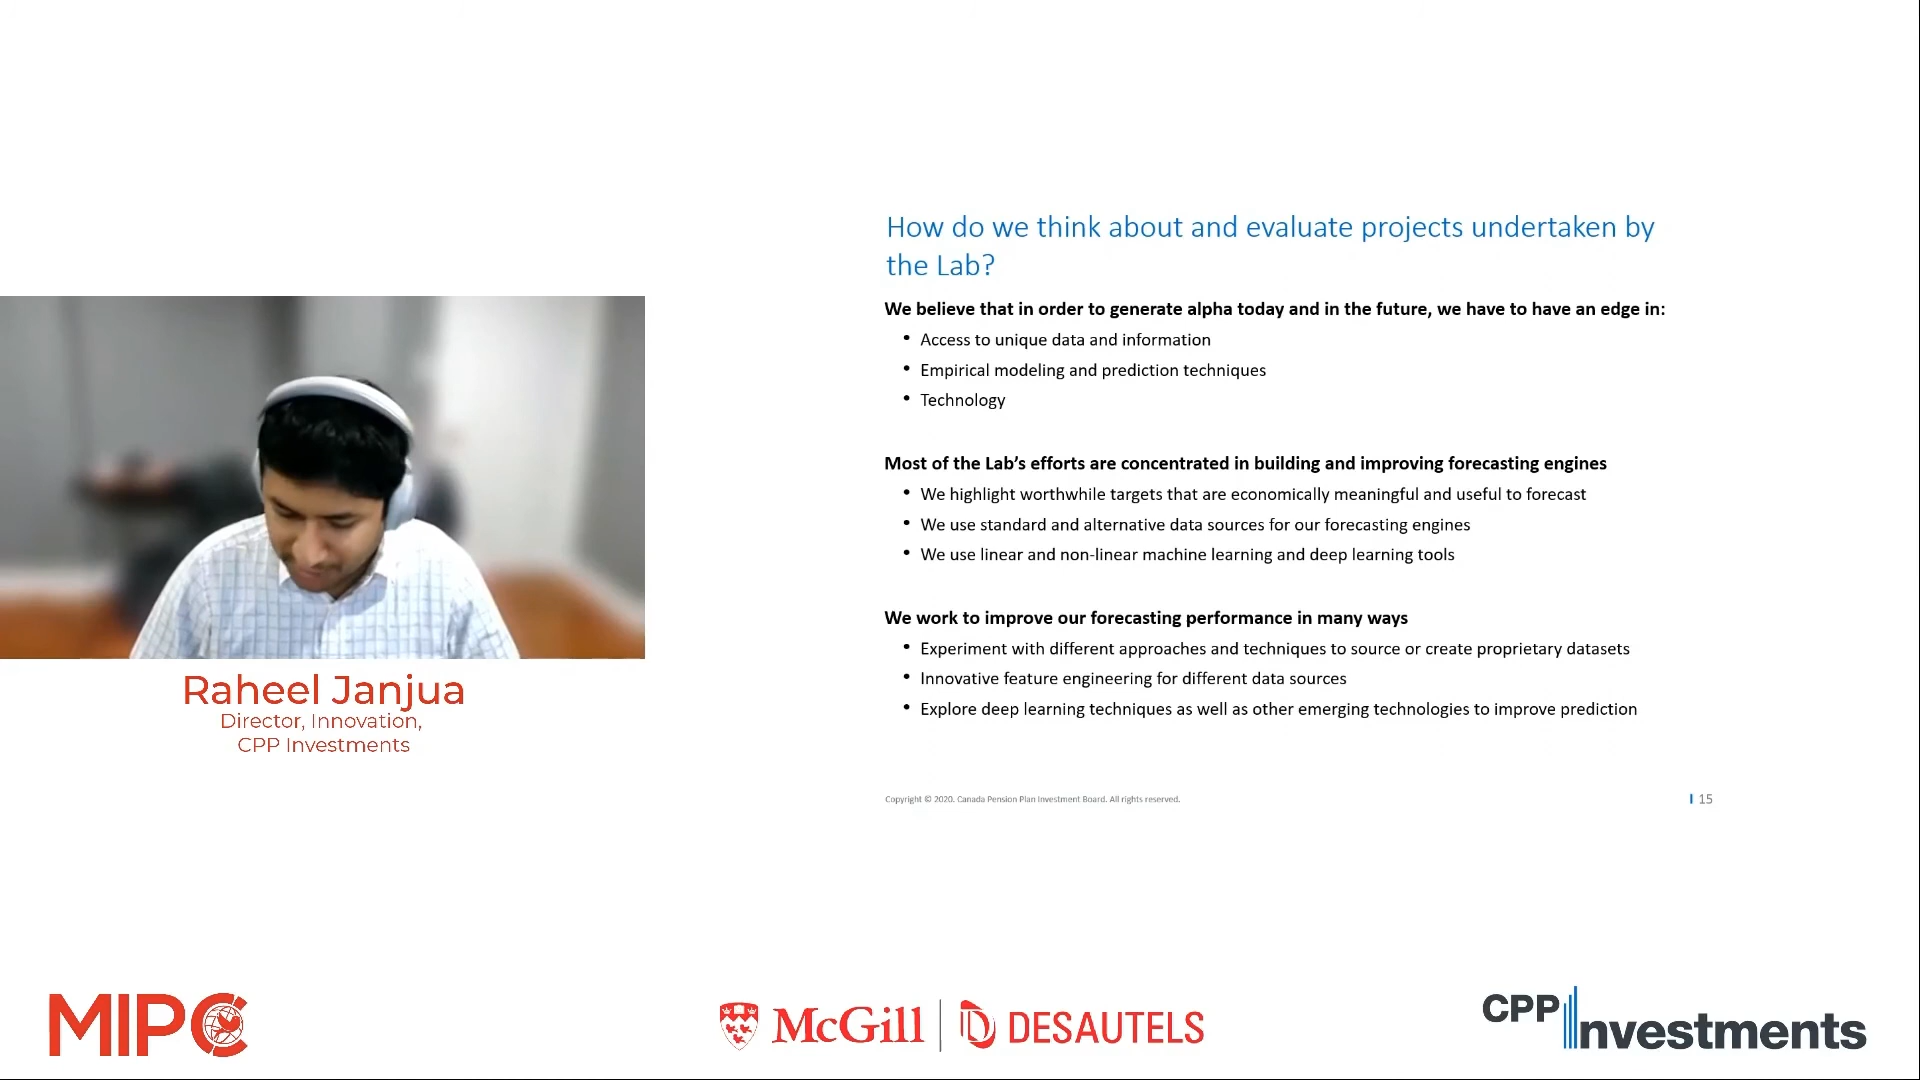 How do we think about and evaluate projects undertaken by
the Lab?
We believe that in order to generate alpha today and in the future, we have to have an edge in:
• Access to unique data and information
• Empirical modeling and prediction techniques
• Technology
Most of the Lab's efforts are concentrated in building and improving forecasting engines
• We highlight worthwhile targets that are economically meaningful and useful to forecast
• We use standard and alternative data sources for our forecasting engines
• We use linear and non-linear machine learning and deep learning tools
We work to improve our forecasting performance in many ways
• Experiment with different approaches and techniques to source or create proprietary datasets
• Innovative feature engineering for different data sources
• Explore deep learning techniques as well as other emerging technologies to improve prediction
Copyright © 2020. Canada Pension Plan Investment Board. All rights reserved.
15
Raheel Janjua
Director, Innovation,
CPP Investments
MIPC
McGill
DESAUTELS
CPP Investments